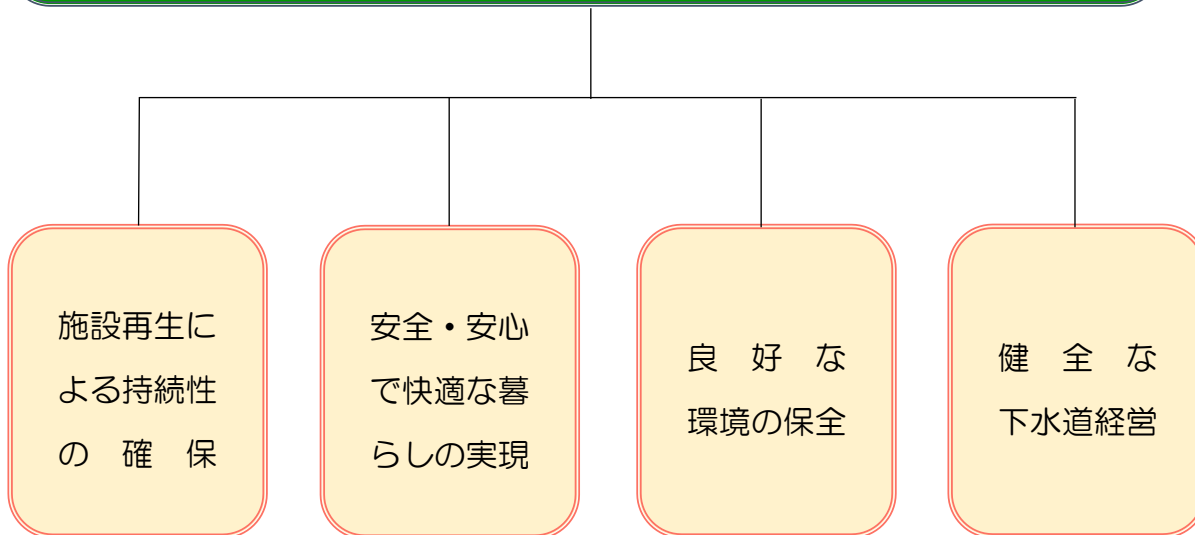 施設再生に
よる持続性
の確保
安全・安心
で快適な暮
らしの実現
良好な
環境の保全
健全な
下水道経営